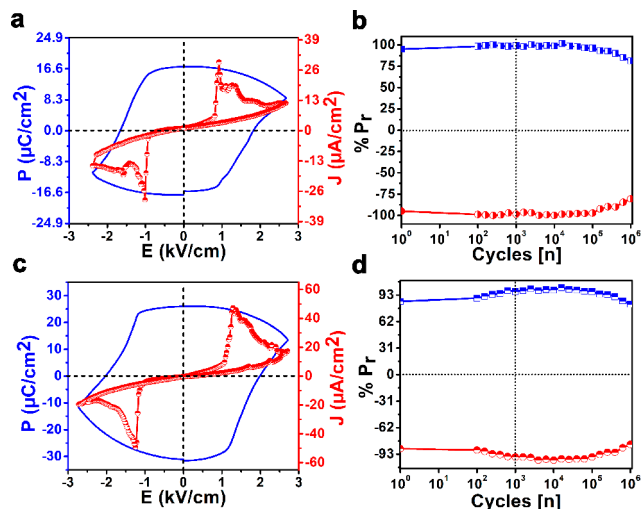 a
24.9
16.6
8.3
0.0
-8.3
-16.6
24.9
P (µC/cm²)
39
26
13
0
-13
-26
-39
J (µA/cm²)
-3 -2 -1 0 1 2 3
E (kV/cm)
b
100
75
50
25
0
-25
-50
-75
-100
% Pr
10⁰ 10¹ 10² 10³ 10⁴ 10⁵ 10⁶
Cycles [n]
c
30
20
10
0
-10
-20
-30
P (µC/cm²)
60
40
20
0
-20
-40
-60
J (µA/cm²)
-3 -2 -1 0 1 2 3
E (kV/cm)
d
93
62
31
0
-31
-62
-93
% Pr
10⁰ 10¹ 10² 10³ 10⁴ 10⁵ 10⁶
Cycles [n]